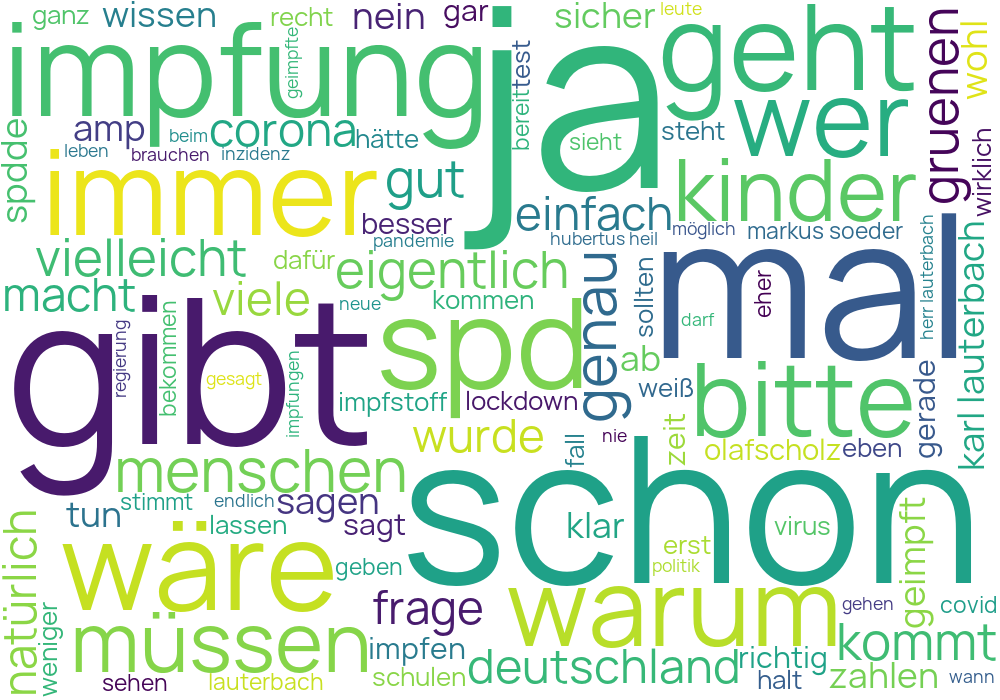 ganz
wissen
recht
nein
gar
sicher
leute
impfung
geimpfte
ja
geht
gruenen
wohl
bereit
test
wer
spdde
amp
beim
corona
hätte
sieht
steht
leben
brauchen
inzidenz
wirklich
immer
gut
kinder
besser
einfach
pandemie
hubertus heil
möglich
markus soeder
vielleicht
dafür
eigentlich
genau
sollten
mal
eher
herr lauterbach
karl lauterbach
macht
viele
neue
kommen
darf
gibt
regierung
bekommen
gesagt
impfungen
spd
ab
weiß
bitte
gerade
impfstoff
lockdown
wurde
nie
fall
zeit
olafscholz
eben
menschen
stimmt
endlich
sagen
schon
tun
lassen
sagt
klar
virus
natürlich
wäre
geben
erst
politik
geimpft
weniger
frage
warum
gehen
covid
müssen
impfen
kommt
deutschland
richtig
sehen
lauterbach
schulen
halt
zahlen
wann